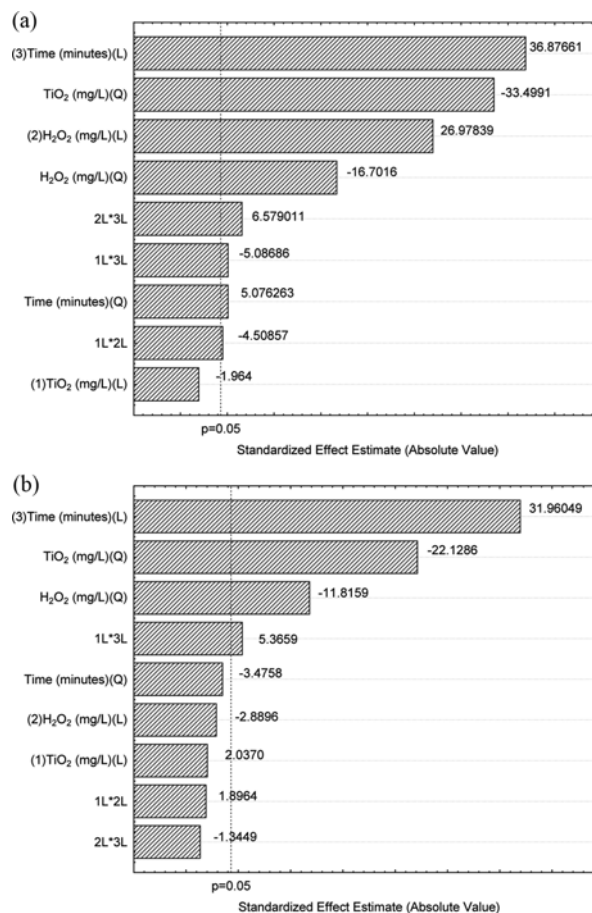 (a)
(3)Time (minutes)(L)
36.87661
TiO₂ (mg/L)(Q)
-33.4991
(2)H₂O₂ (mg/L)(L)
26.97839
H₂O₂ (mg/L)(Q)
-16.7016
2L*3L
6.579011
1L*3L
-5.08686
Time (minutes)(Q)
5.076263
1L*2L
-4.50857
(1)TiO₂ (mg/L)(L)
-1.964
p=0.05
Standardized Effect Estimate (Absolute Value)
(b)
(3)Time (minutes)(L)
31.96049
TiO₂ (mg/L)(Q)
-22.1286
H₂O₂ (mg/L)(Q)
-11.8159
1L*3L
5.3659
Time (minutes)(Q)
-3.4758
(2)H₂O₂ (mg/L)(L)
-2.8896
(1)TiO₂ (mg/L)(L)
2.0370
1L*2L
1.8964
2L*3L
-1.3449
p=0.05
Standardized Effect Estimate (Absolute Value)